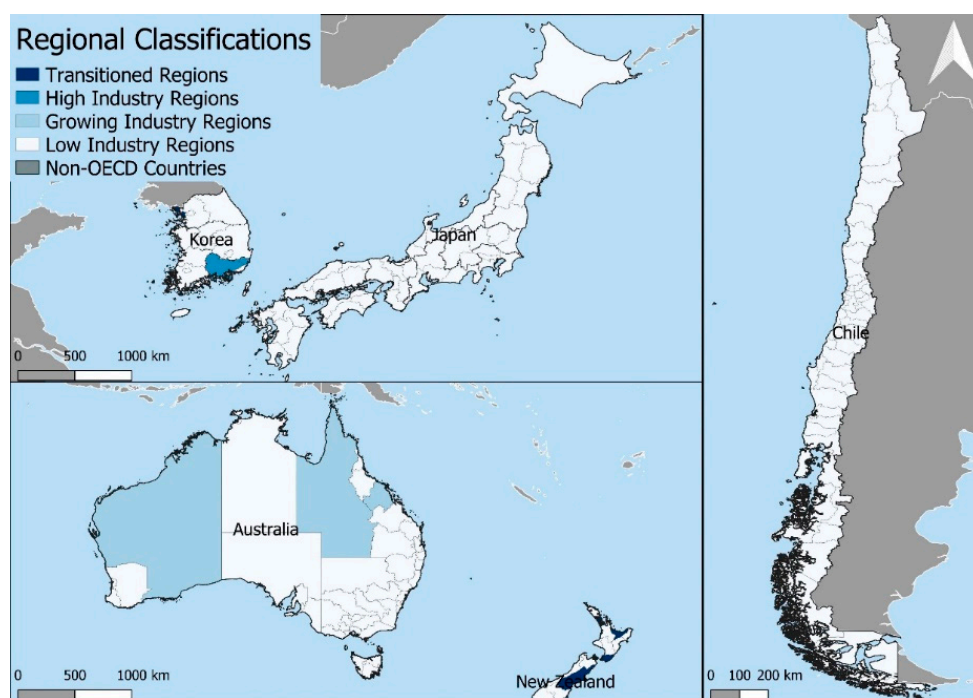 Regional Classifications
Transitioned Regions
High Industry Regions
Growing Industry Regions
Low Industry Regions
Non-OECD Countries
Korea
Japan
0 500 1000 km
Chile
Australia
New Zealand
0 500 1000 km
0 100 200 km